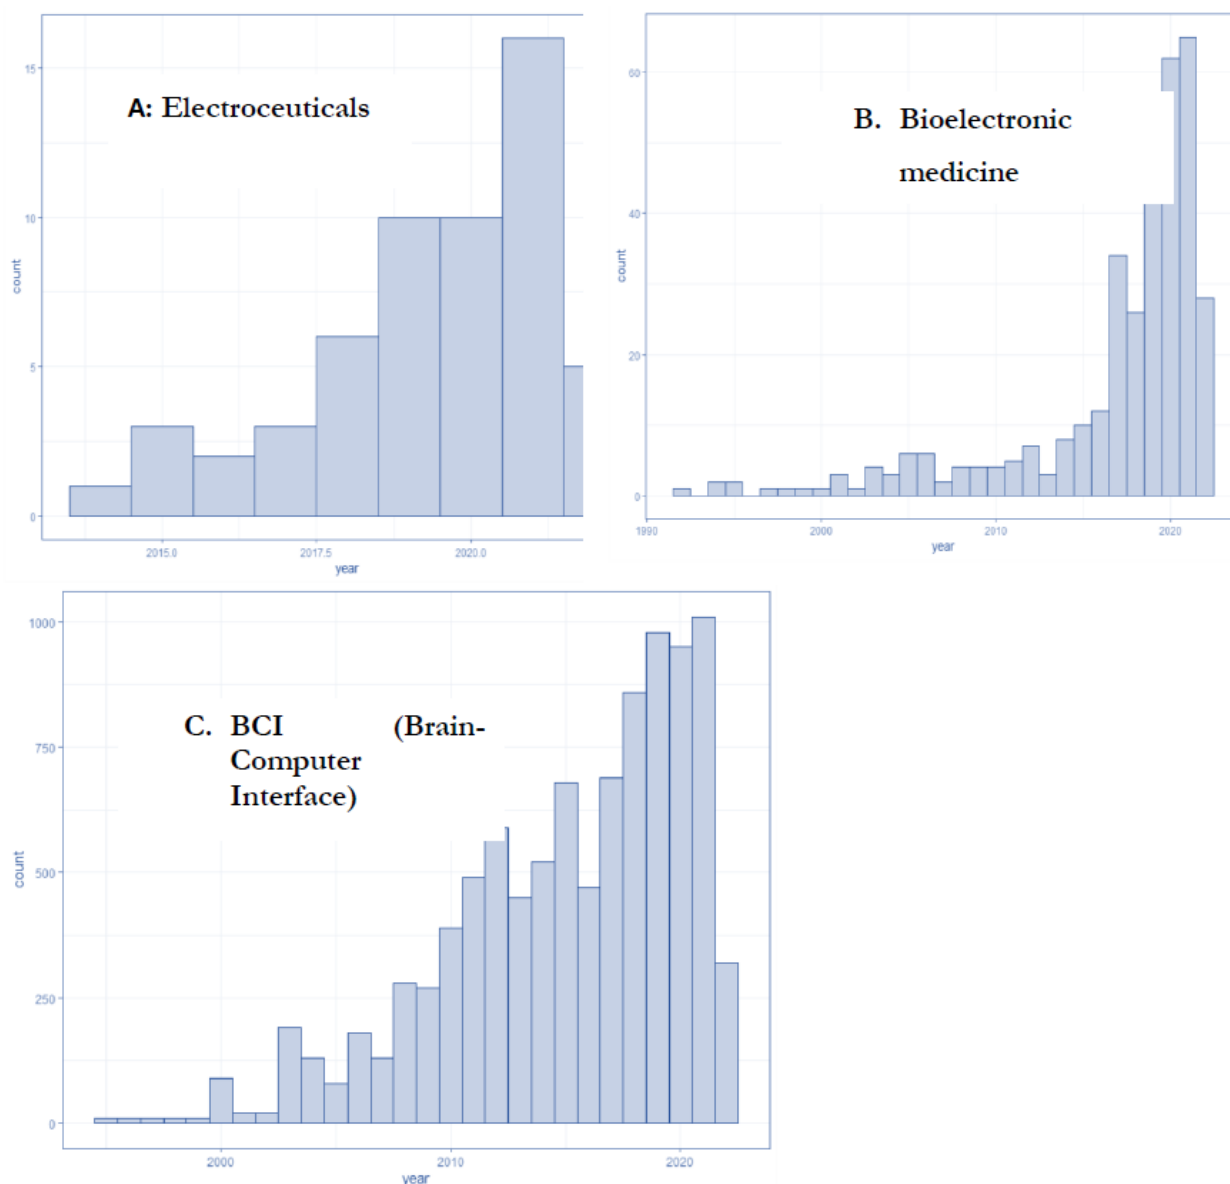 15
A: Electroceuticals
10
count
5
0
2015.0 2017.5 2020.0
year
60
B. Bioelectronic
medicine
40
count
20
0
1990 2000 2010 2020
year
1000
C. BCI (Brain-
Computer
Interface)
750
500
count
250
0
2000 2010 2020
year